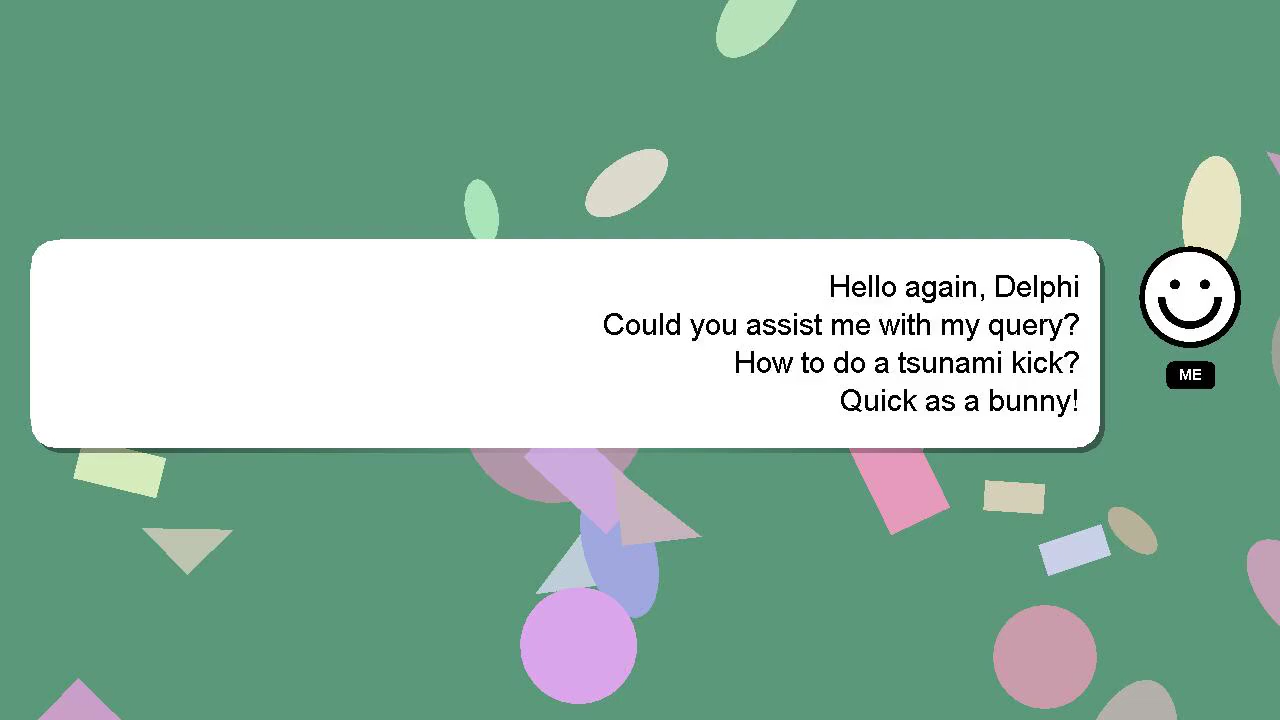 Hello again, Delphi
Could you assist me with my query?
How to do a tsunami kick?
Quick as a bunny!
ME